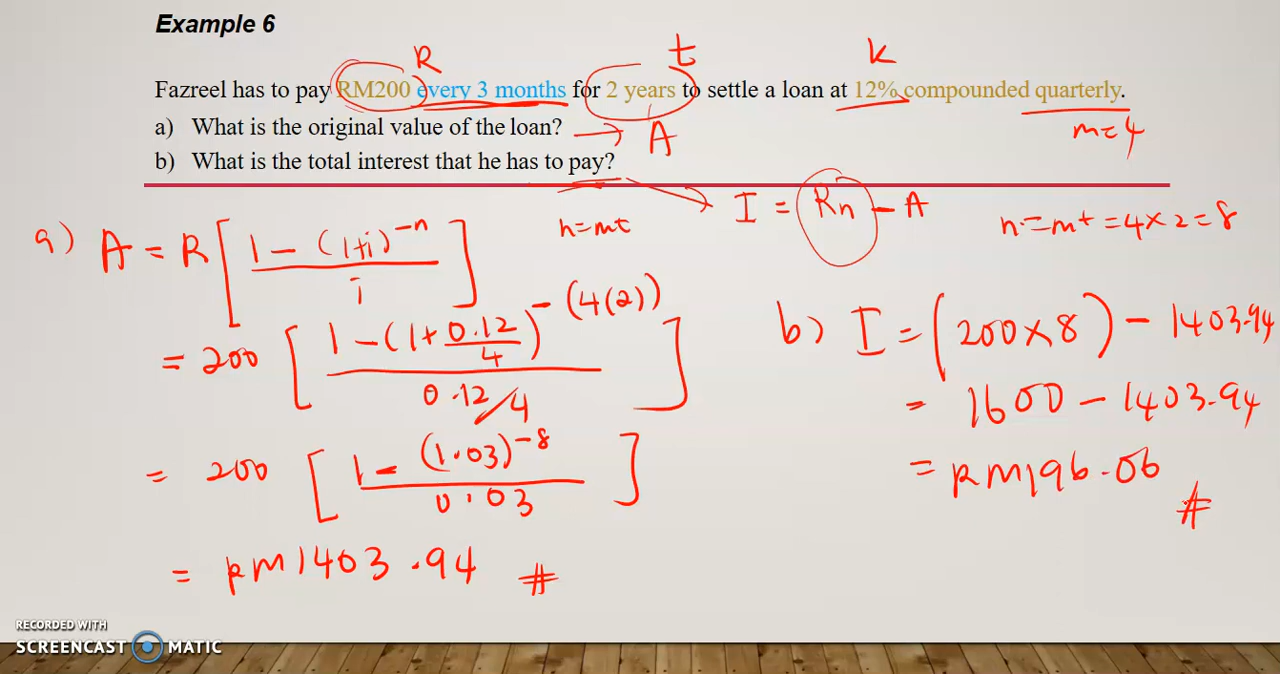 Example 6
R t k
Fazreel has to pay RM200 every 3 months for 2 years to settle a loan at 12% compounded quarterly.
a) What is the original value of the loan? → A
m=4
b) What is the total interest that he has to pay?
I = Rn - A
n=mt
n=mt=4×2=8
a) A = R [ 1 - (1+i)^-n / i ]
= 200 [ 1-(1+0.12/4)^-(4(2)) / 0.12/4 ]
= 200 [ 1-(1.03)^-8 / 0.03 ]
= RM1403.94 #
b) I = (200×8) - 1403.94
= 1600 - 1403.94
= RM196.06 #
RECORDED WITH
SCREENCAST MATIC